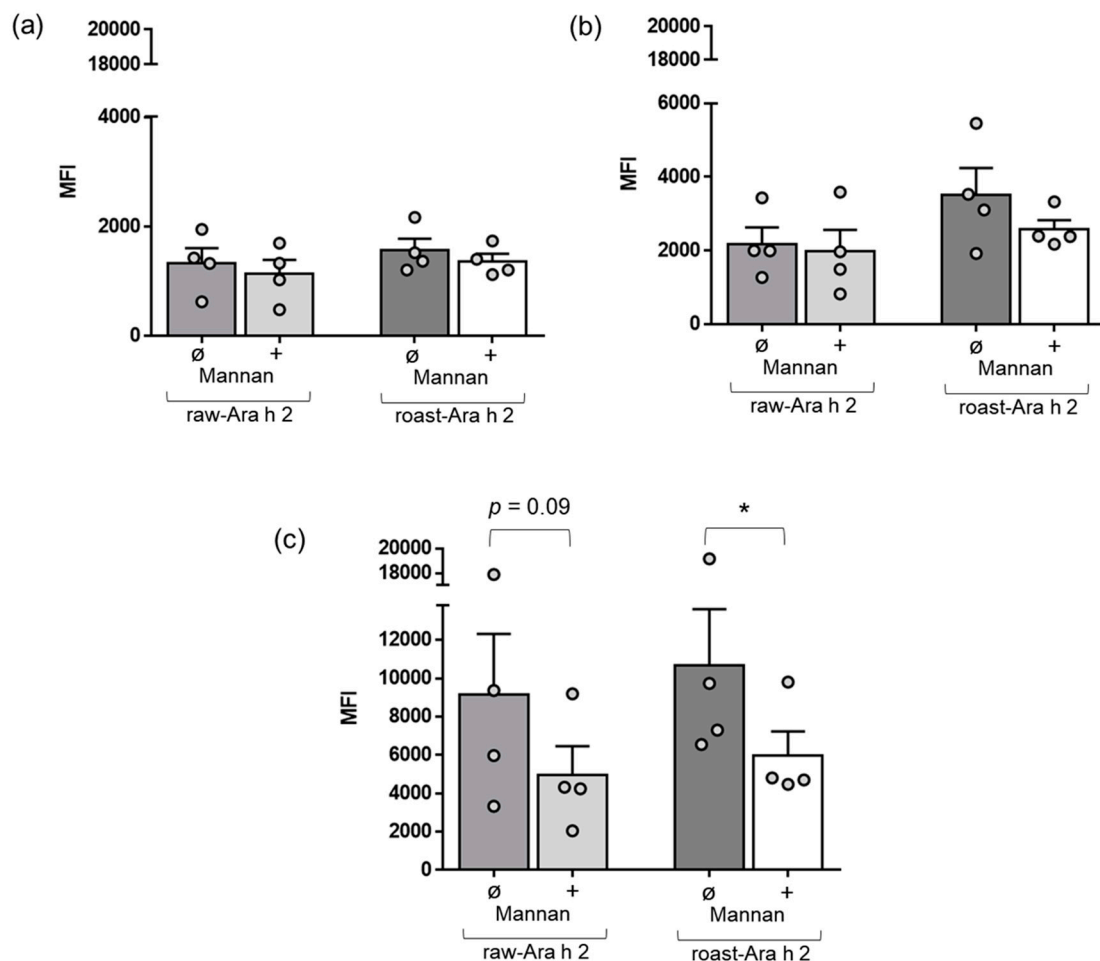 (a)
20000
18000
4000
2000
0
MFI
ø +
Mannan
raw-Ara h 2
ø +
Mannan
roast-Ara h 2
(b)
20000
18000
6000
4000
2000
0
MFI
ø +
Mannan
raw-Ara h 2
ø +
Mannan
roast-Ara h 2
(c)
p = 0.09
*
20000
18000
12000
10000
8000
6000
4000
2000
0
MFI
ø +
Mannan
raw-Ara h 2
ø +
Mannan
roast-Ara h 2